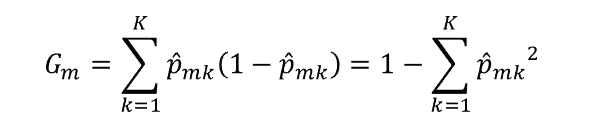 $G_m = \sum_{k=1}^{K} \hat{p}_{mk}(1 - \hat{p}_{mk}) = 1 - \sum_{k=1}^{K} \hat{p}_{mk}{}^2$